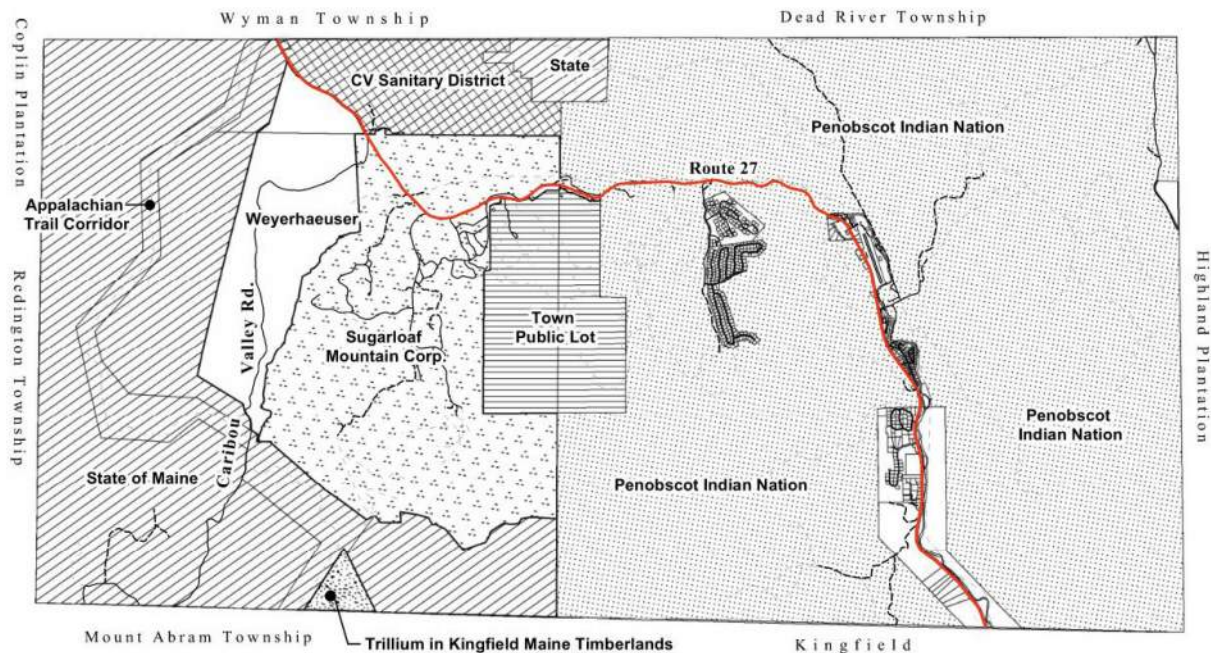 Wyman Township
Dead River Township
Coplin Plantation
State
CV Sanitary District
Penobscot Indian Nation
Route 27
Appalachian
Trail Corridor
Weyerhaeuser
Redington Township
Highland Plantation
Valley Rd.
Town
Public Lot
Sugarloaf
Mountain Corp.
Penobscot
Indian Nation
Caribou
State of Maine
Penobscot Indian Nation
Mount Abram Township
Trillium in Kingfield Maine Timberlands
Kingfield